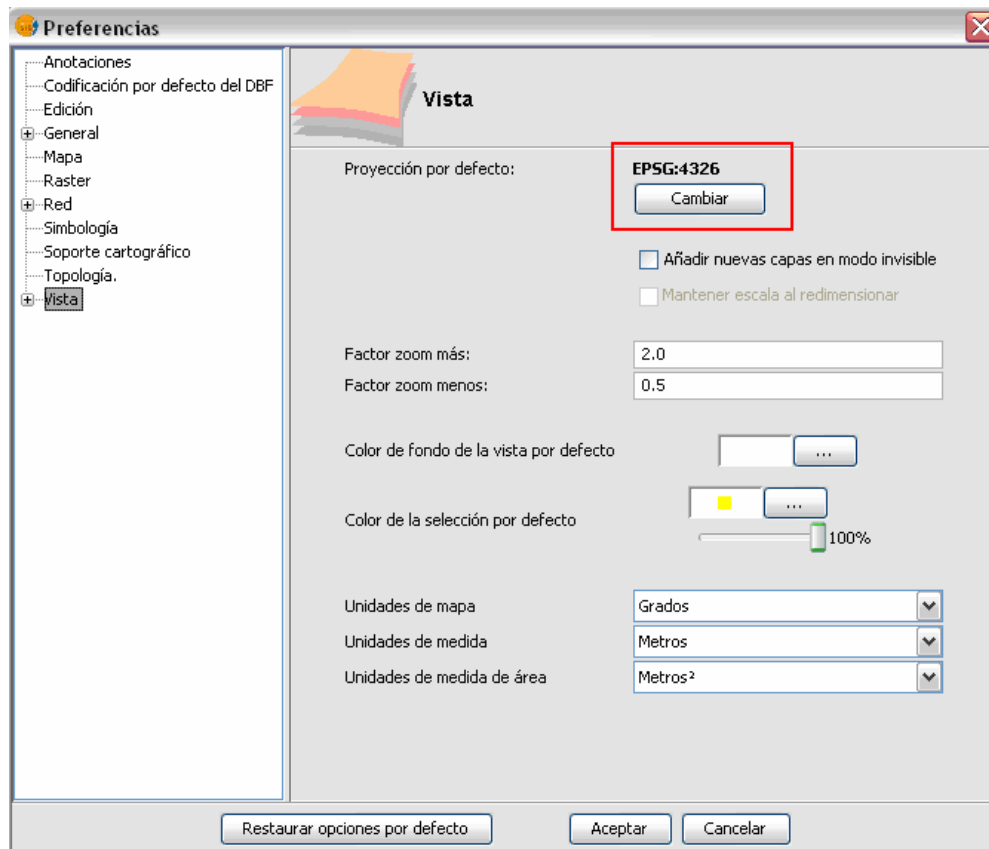 Preferencias
Anotaciones
Codificación por defecto del DBF
Edición
General
Mapa
Raster
Red
Simbología
Soporte cartográfico
Topología.
Vista
Vista
Proyección por defecto:
EPSG:4326
Cambiar
Añadir nuevas capas en modo invisible
Mantener escala al redimensionar
Factor zoom más:
2.0
Factor zoom menos:
0.5
Color de fondo de la vista por defecto
...
Color de la selección por defecto
...
100%
Unidades de mapa
Grados
Unidades de medida
Metros
Unidades de medida de área
Metros²
Restaurar opciones por defecto
Aceptar
Cancelar